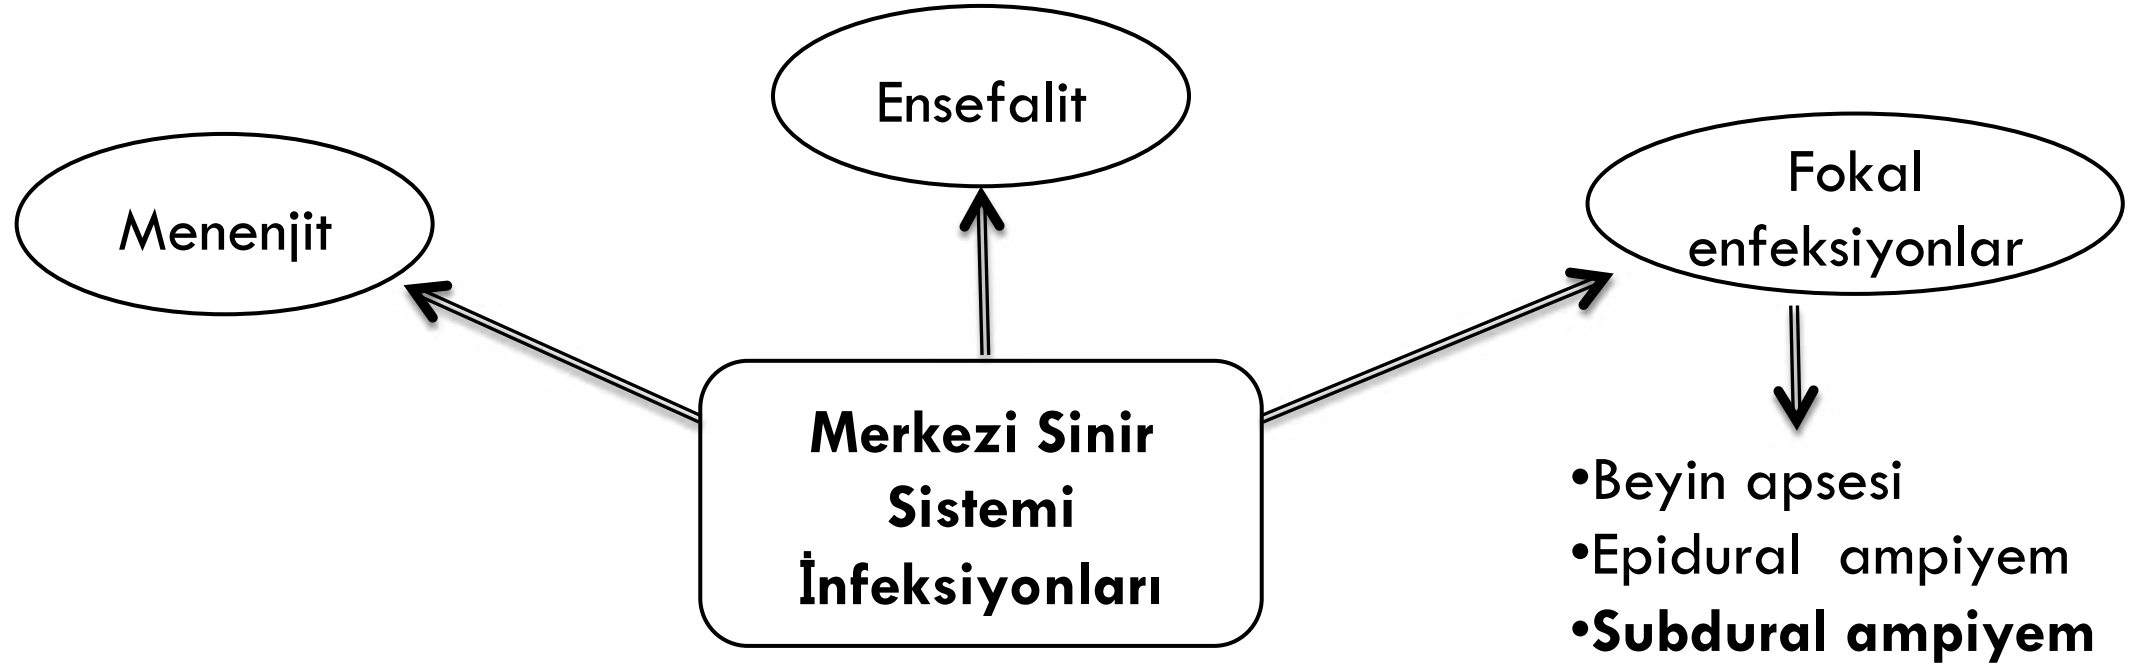 Ensefalit
Menenjit
Fokal
enfeksiyonlar
Merkezi Sinir
Sistemi
İnfeksiyonları
•Beyin apsesi
•Epidural ampiyem
•Subdural ampiyem